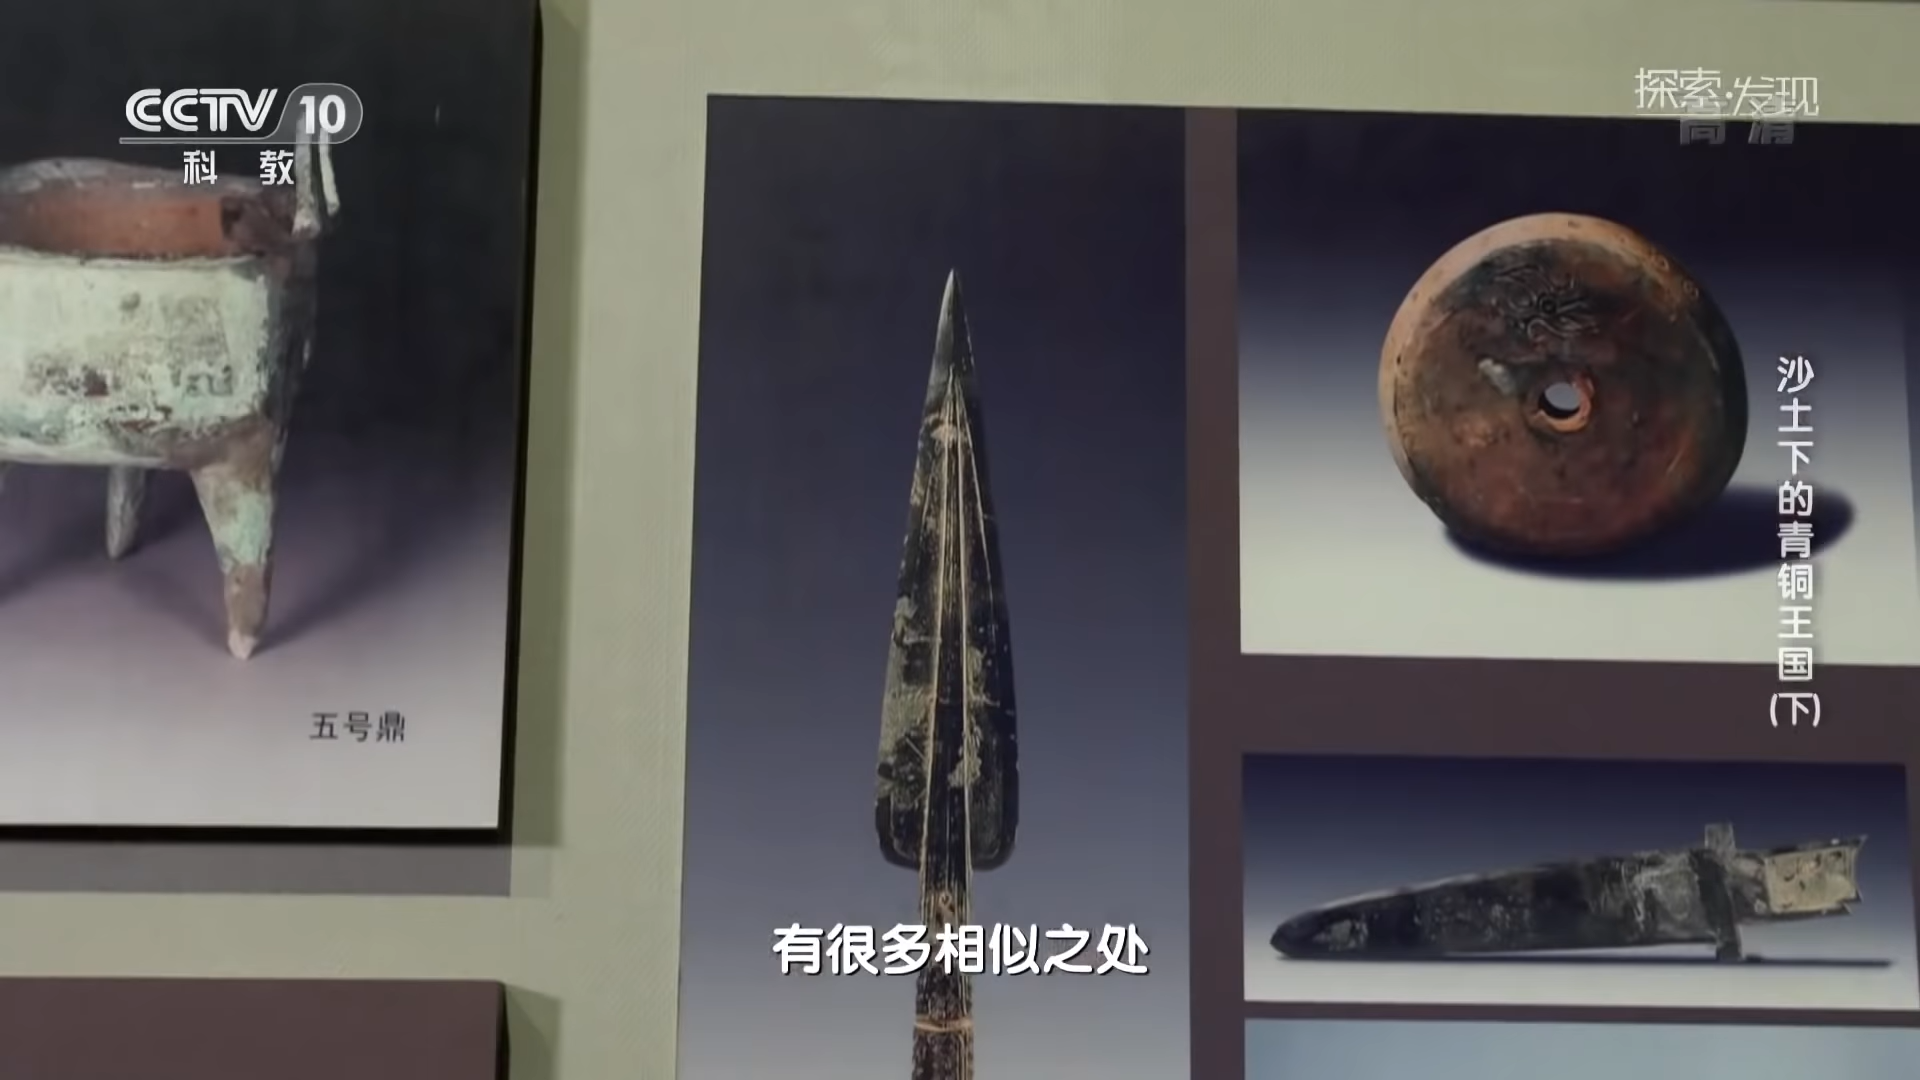 CCTV 10
科 教
探索·发现
高清
沙土下的青铜王国(下)
五号鼎
有很多相似之处